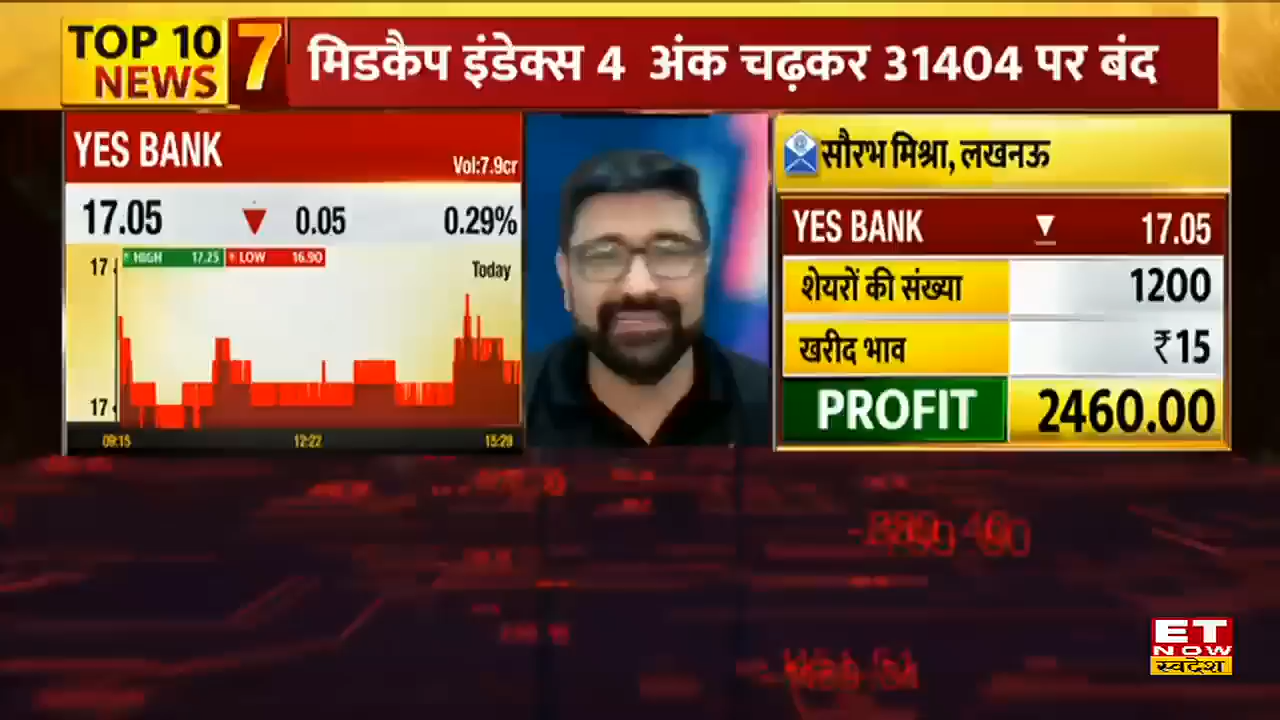 TOP 10
NEWS
7
मिडकैप इंडेक्स 4 अंक चढ़कर 31404 पर बंद
YES BANK
Vol:7.9cr
17.05 ▼ 0.05 0.29%
HIGH 17.25 LOW 16.90
Today
17
17
09:15 12:22 15:28
सौरभ मिश्रा, लखनऊ
YES BANK ▼ 17.05
शेयरों की संख्या 1200
खरीद भाव ₹15
PROFIT 2460.00
ET
NOW
स्वदेश